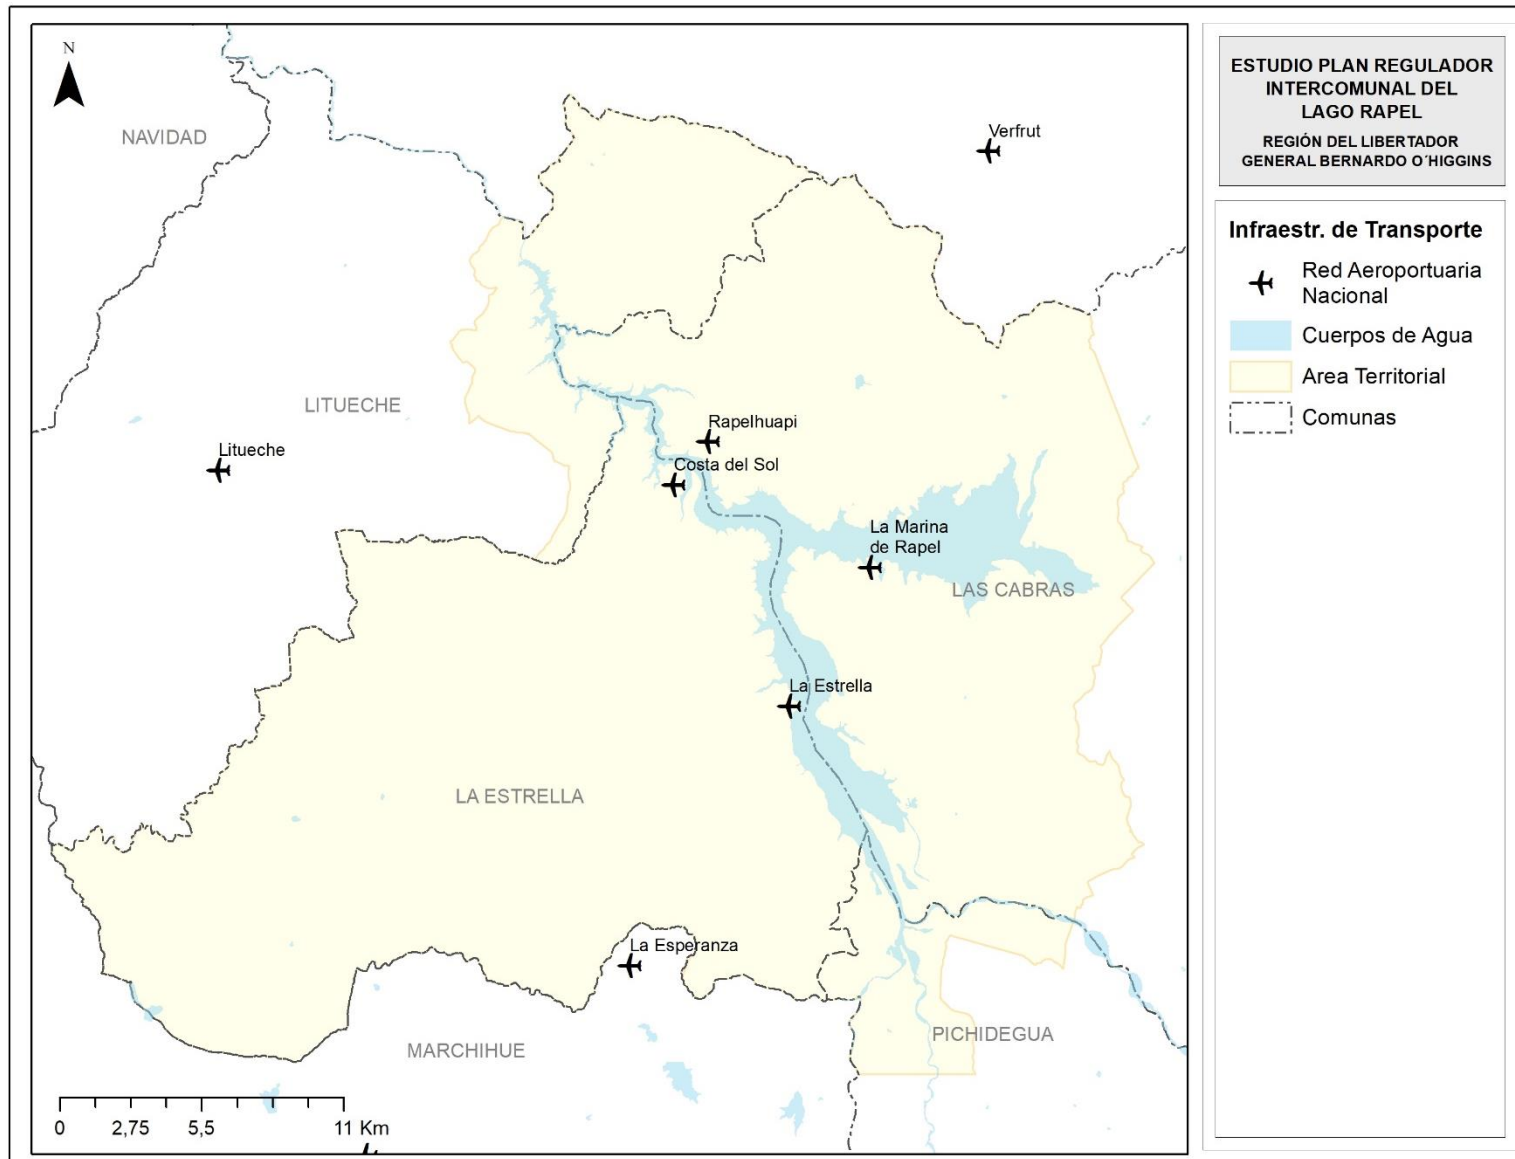 N
NAVIDAD
Verfrut
LITUECHE
Litueche
Rapelhuapi
Costa del Sol
La Marina
de Rapel
LAS CABRAS
La Estrella
LA ESTRELLA
La Esperanza
MARCHIHUE
PICHIDEGUA
0 2,75 5,5 11 Km
ESTUDIO PLAN REGULADOR
INTERCOMUNAL DEL
LAGO RAPEL
REGIÓN DEL LIBERTADOR
GENERAL BERNARDO O´HIGGINS
Infraestr. de Transporte
Red Aeroportuaria
Nacional
Cuerpos de Agua
Area Territorial
Comunas